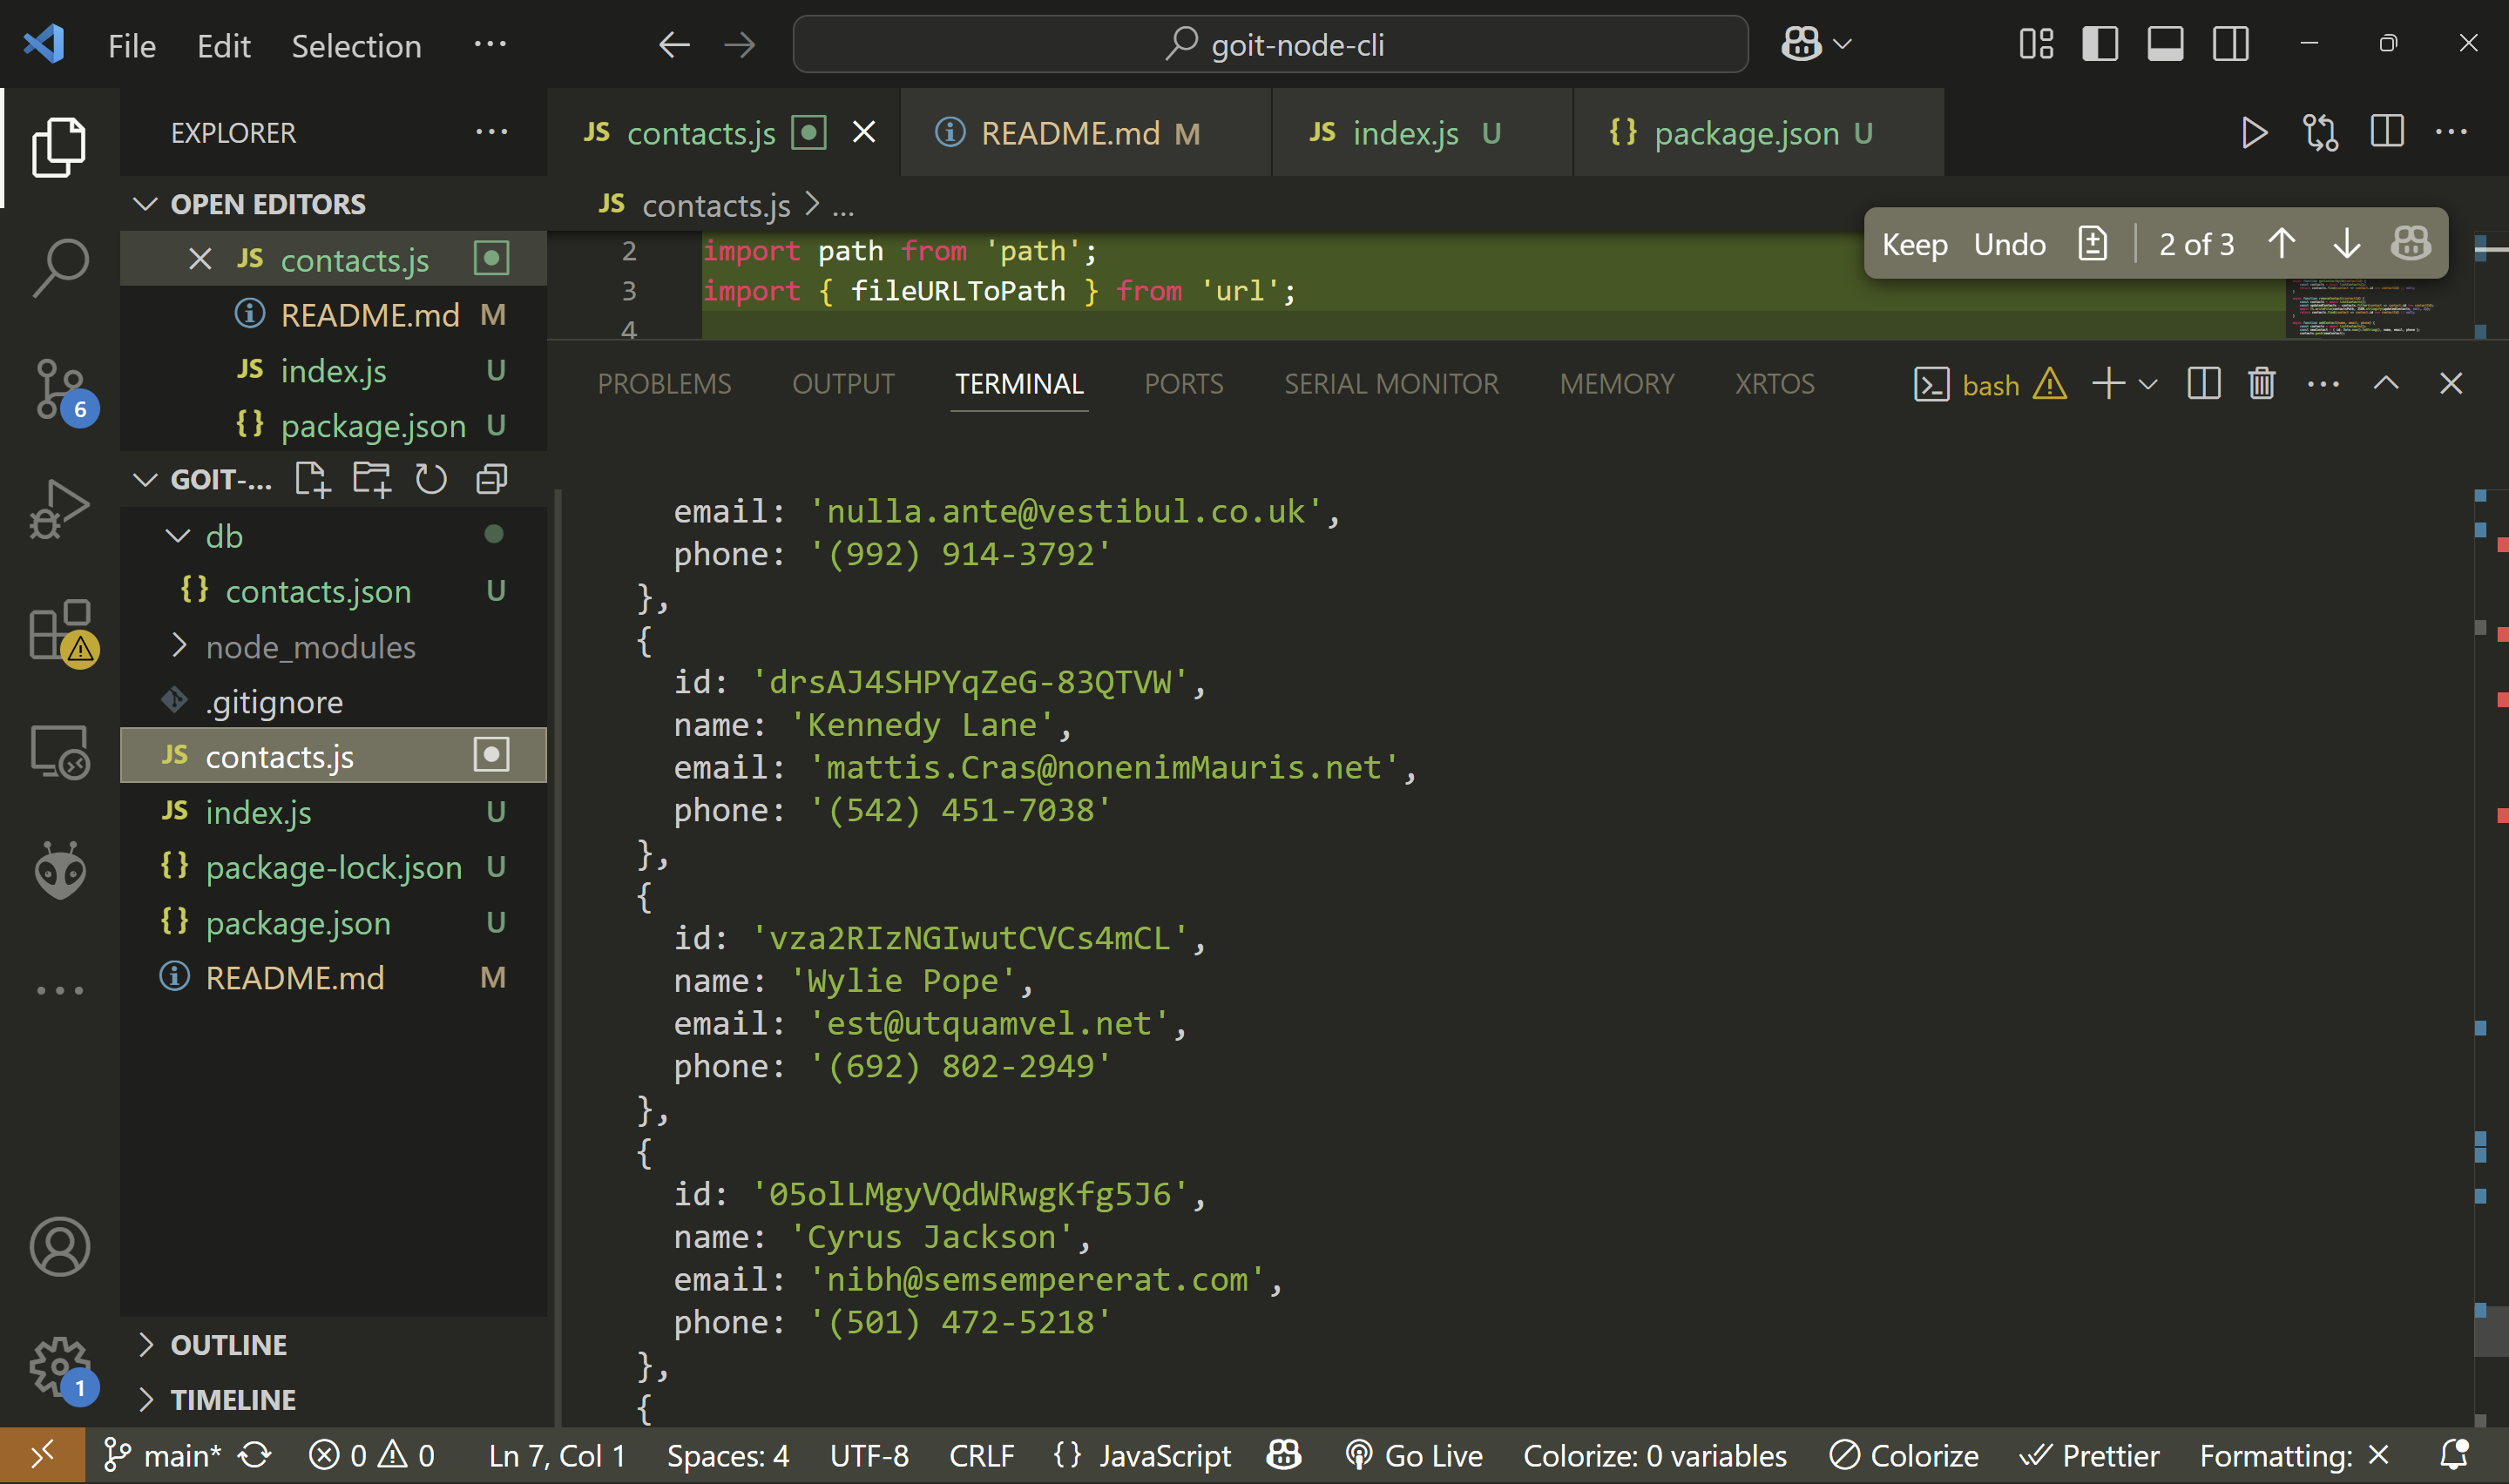 File Edit Selection ··· goit-node-cli
EXPLORER ···
OPEN EDITORS
JS contacts.js
README.md M
JS index.js U
{} package.json U
GOIT-...
db
{} contacts.json U
node_modules
.gitignore
JS contacts.js
JS index.js U
{} package-lock.json U
{} package.json U
README.md M
OUTLINE
TIMELINE
6
1
JS contacts.js README.md M JS index.js U {} package.json U
JS contacts.js > ...
Keep Undo 2 of 3
2 import path from 'path';
3 import { fileURLToPath } from 'url';
4
PROBLEMS OUTPUT TERMINAL PORTS SERIAL MONITOR MEMORY XRTOS bash
email: 'nulla.ante@vestibul.co.uk',
phone: '(992) 914-3792'
},
{
id: 'drsAJ4SHPYqZeG-83QTVW',
name: 'Kennedy Lane',
email: 'mattis.Cras@nonenimMauris.net',
phone: '(542) 451-7038'
},
{
id: 'vza2RIzNGIwutCVCs4mCL',
name: 'Wylie Pope',
email: 'est@utquamvel.net',
phone: '(692) 802-2949'
},
{
id: '05olLMgyVQdWRwgKfg5J6',
name: 'Cyrus Jackson',
email: 'nibh@semsempererat.com',
phone: '(501) 472-5218'
},
{
main* 0 0 Ln 7, Col 1 Spaces: 4 UTF-8 CRLF {} JavaScript Go Live Colorize: 0 variables Colorize Prettier Formatting: ×